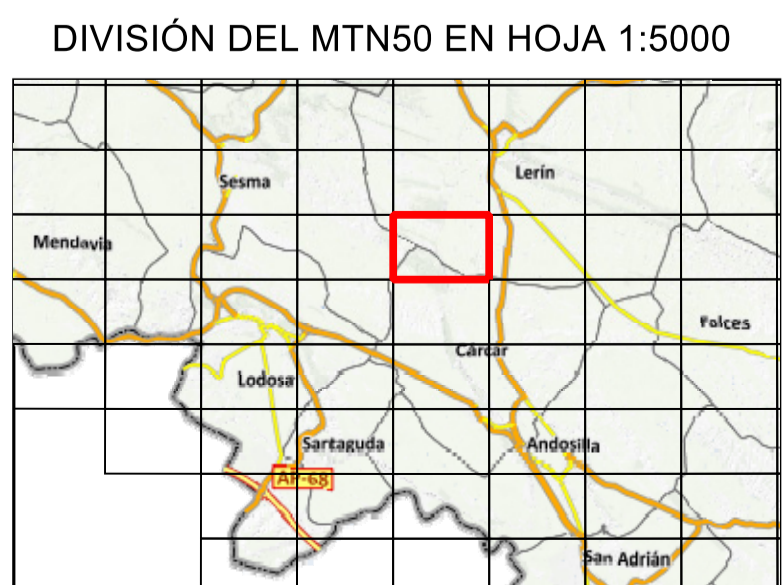 DIVISIÓN DEL MTN50 EN HOJA 1:5000
Lerín
Sesma
Mendavia
Falces
Cárcar
Lodosa
Sartaguda
Andosilla
AP-68
San Adrián